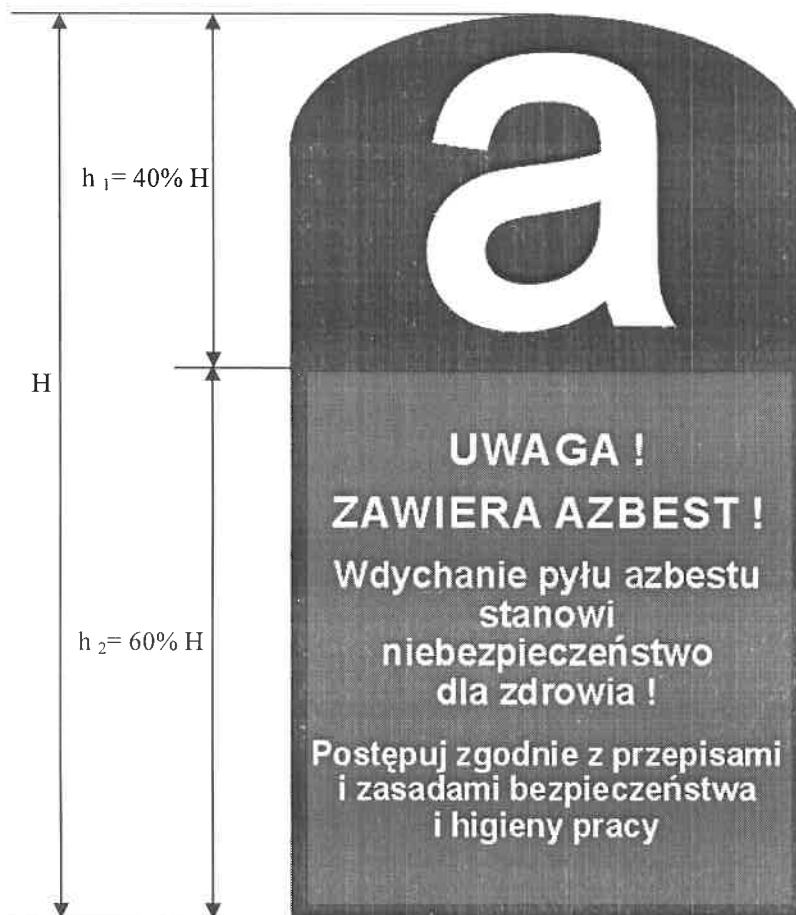 a
h 1= 40% H
H
UWAGA !
ZAWIERA AZBEST !
Wdychanie pyłu azbestu
stanowi
niebezpieczeństwo
dla zdrowia !
h 2= 60% H
Postępuj zgodnie z przepisami
i zasadami bezpieczeństwa
i higieny pracy